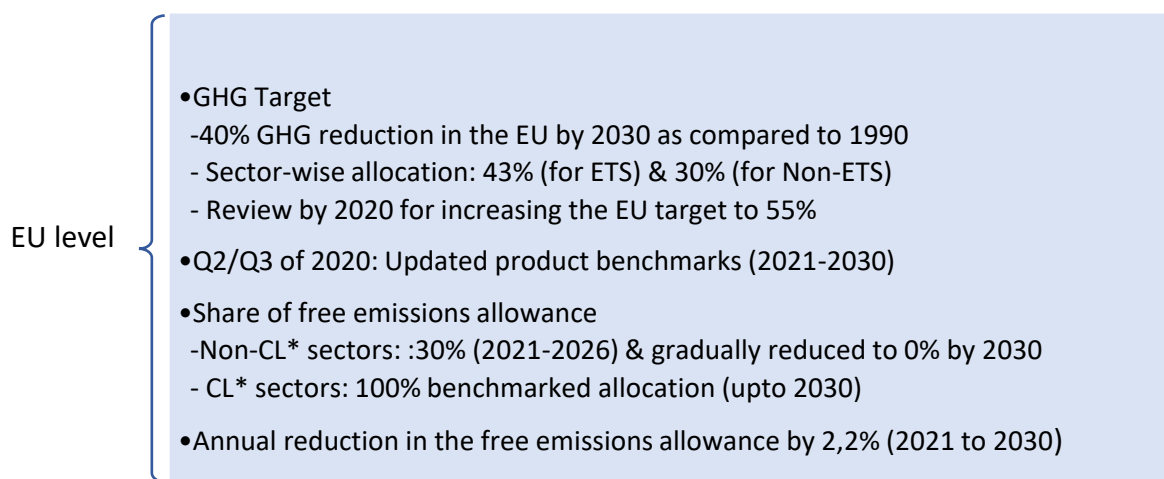 EU level
•GHG Target
-40% GHG reduction in the EU by 2030 as compared to 1990
- Sector-wise allocation: 43% (for ETS) & 30% (for Non-ETS)
- Review by 2020 for increasing the EU target to 55%
•Q2/Q3 of 2020: Updated product benchmarks (2021-2030)
•Share of free emissions allowance
-Non-CL* sectors: :30% (2021-2026) & gradually reduced to 0% by 2030
- CL* sectors: 100% benchmarked allocation (upto 2030)
•Annual reduction in the free emissions allowance by 2,2% (2021 to 2030)